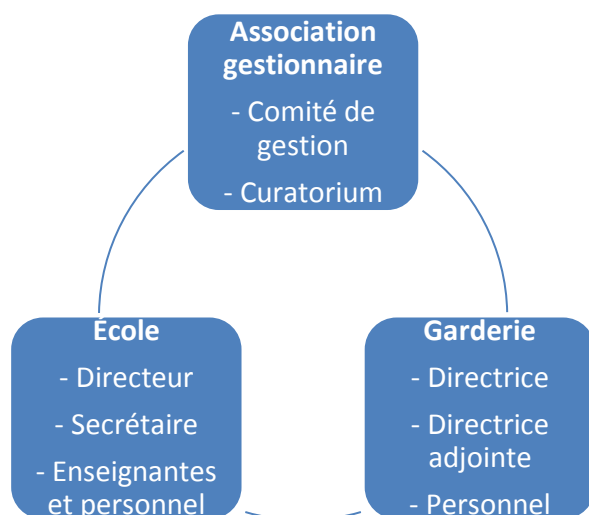 Association
gestionnaire
- Comité de
gestion
- Curatorium
École
- Directeur
- Secrétaire
- Enseignantes
et personnel
Garderie
- Directrice
- Directrice
adjointe
- Personnel